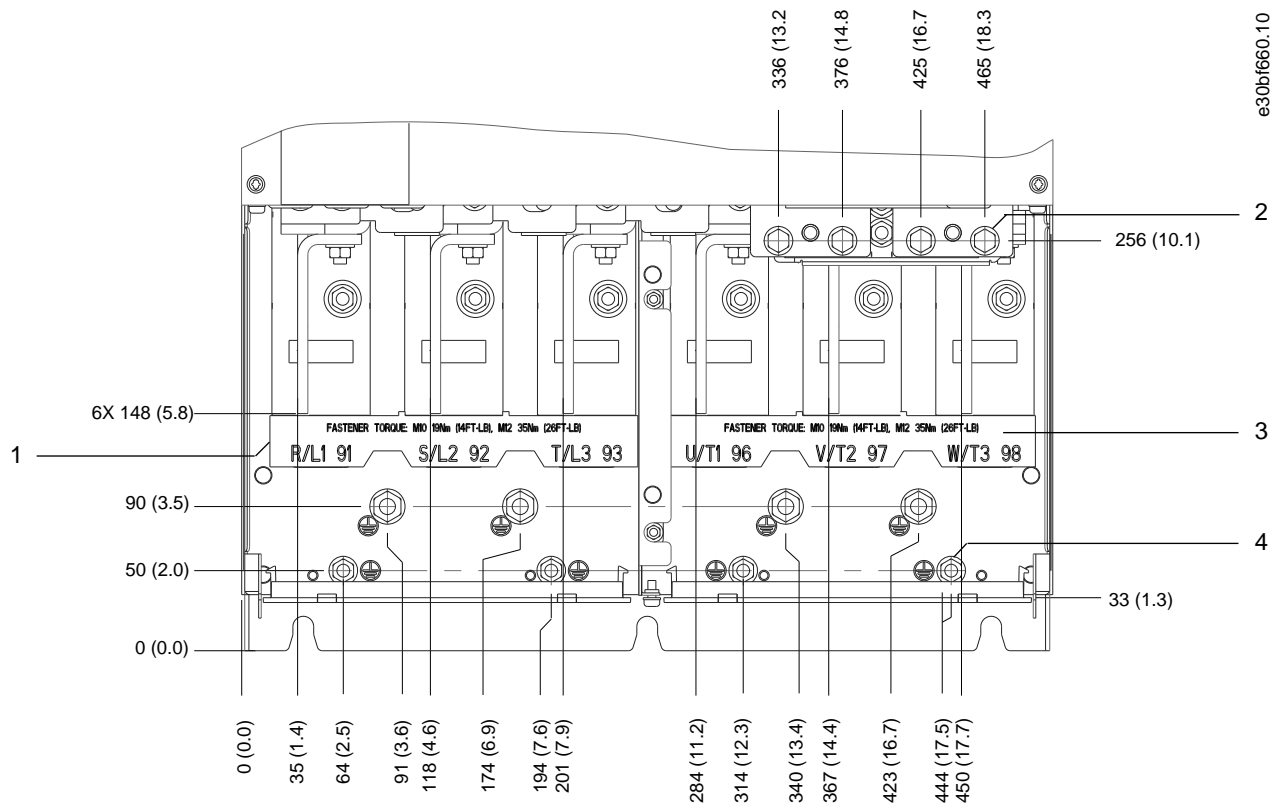 336 (13.2
376 (14.8
425 (16.7
465 (18.3
e30bf660.10
2
256 (10.1)
6X 148 (5.8)
FASTENER TORQUE: M10 19Nm (14FT-LB), M12 35Nm (26FT-LB)
FASTENER TORQUE: M10 19Nm (14FT-LB), M12 35Nm (26FT-LB)
3
1
R/L1 91
S/L2 92
T/L3 93
U/T1 96
V/T2 97
W/T3 98
90 (3.5)
4
50 (2.0)
33 (1.3)
0 (0.0)
0 (0.0)
35 (1.4)
64 (2.5)
91 (3.6)
118 (4.6)
174 (6.9)
194 (7.6)
201 (7.9)
284 (11.2)
314 (12.3)
340 (13.4)
367 (14.4)
423 (16.7)
444 (17.5)
450 (17.7)